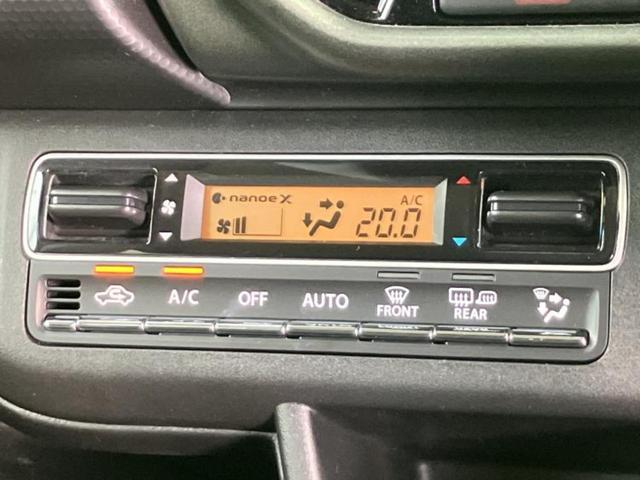 nanoe X
A/C
20.0
A/C
OFF
AUTO
FRONT
REAR